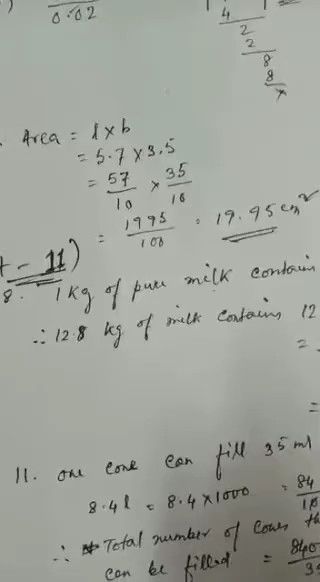 0.02
4
2
2
8
8
x
Area = l x b
= 5.7 x 3.5
= 57/10 x 35/10
= 1995/100 = 19.95 cm²
- 11)
8. 1 kg of pure milk contain
∴ 12.8 kg of milk contains 12
=
=
11. one cone can fill 35 ml
8.4 l = 8.4 x 1000 = 84/10
∴ Total number of cones th
can be filled = 840/3